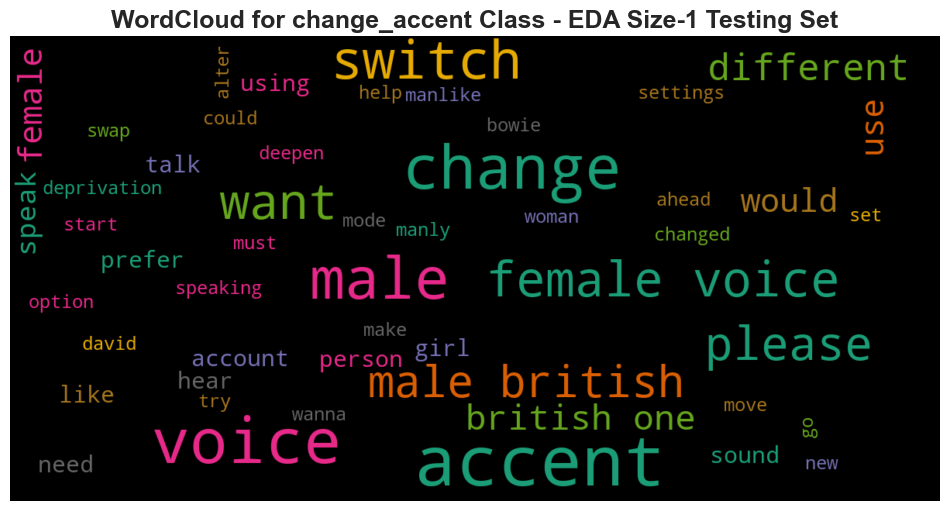 WordCloud for change_accent Class - EDA Size-1 Testing Set
switch
different
female
alter
using
help
manlike
settings
use
could
bowie
swap
talk
deepen
change
speak
deprivation
want
ahead
would
set
start
mode
manly
woman
changed
must
prefer
male
female voice
speaking
option
david
make
please
account
person
girl
hear
male british
like
try
wanna
british one
move
go
voice
accent
sound
need
new